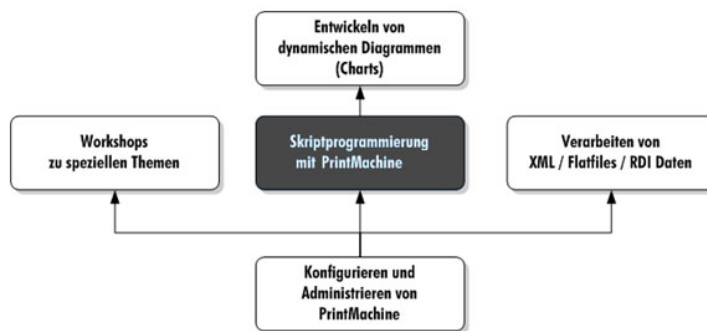 Entwickeln von
dynamischen Diagrammen
(Charts)
Workshops
zu speziellen Themen
Skriptprogrammierung
mit PrintMachine
Verarbeiten von
XML / Flatfiles / RDI Daten
Konfigurieren und
Administrieren von
PrintMachine